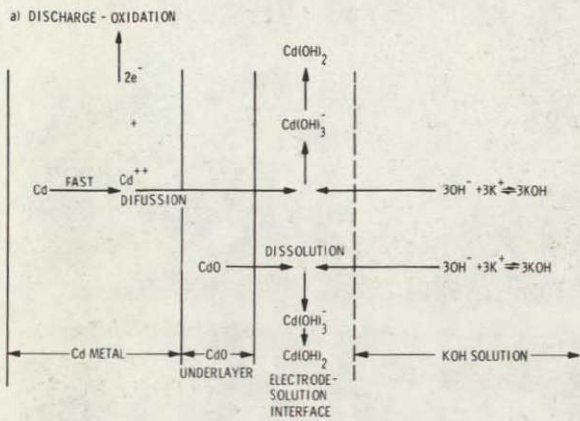 a) DISCHARGE - OXIDATION
2e⁻
+
Cd(OH)₂
Cd(OH)₃⁻
Cd FAST Cd⁺⁺
DIFUSSION
3OH⁻ +3K⁺ ⇌ 3KOH
DISSOLUTION
CdO
3OH⁻ +3K⁺ ⇌ 3KOH
Cd(OH)₃⁻
Cd METAL
CdO
UNDERLAYER
Cd(OH)₂
KOH SOLUTION
ELECTRODE-
SOLUTION
INTERFACE